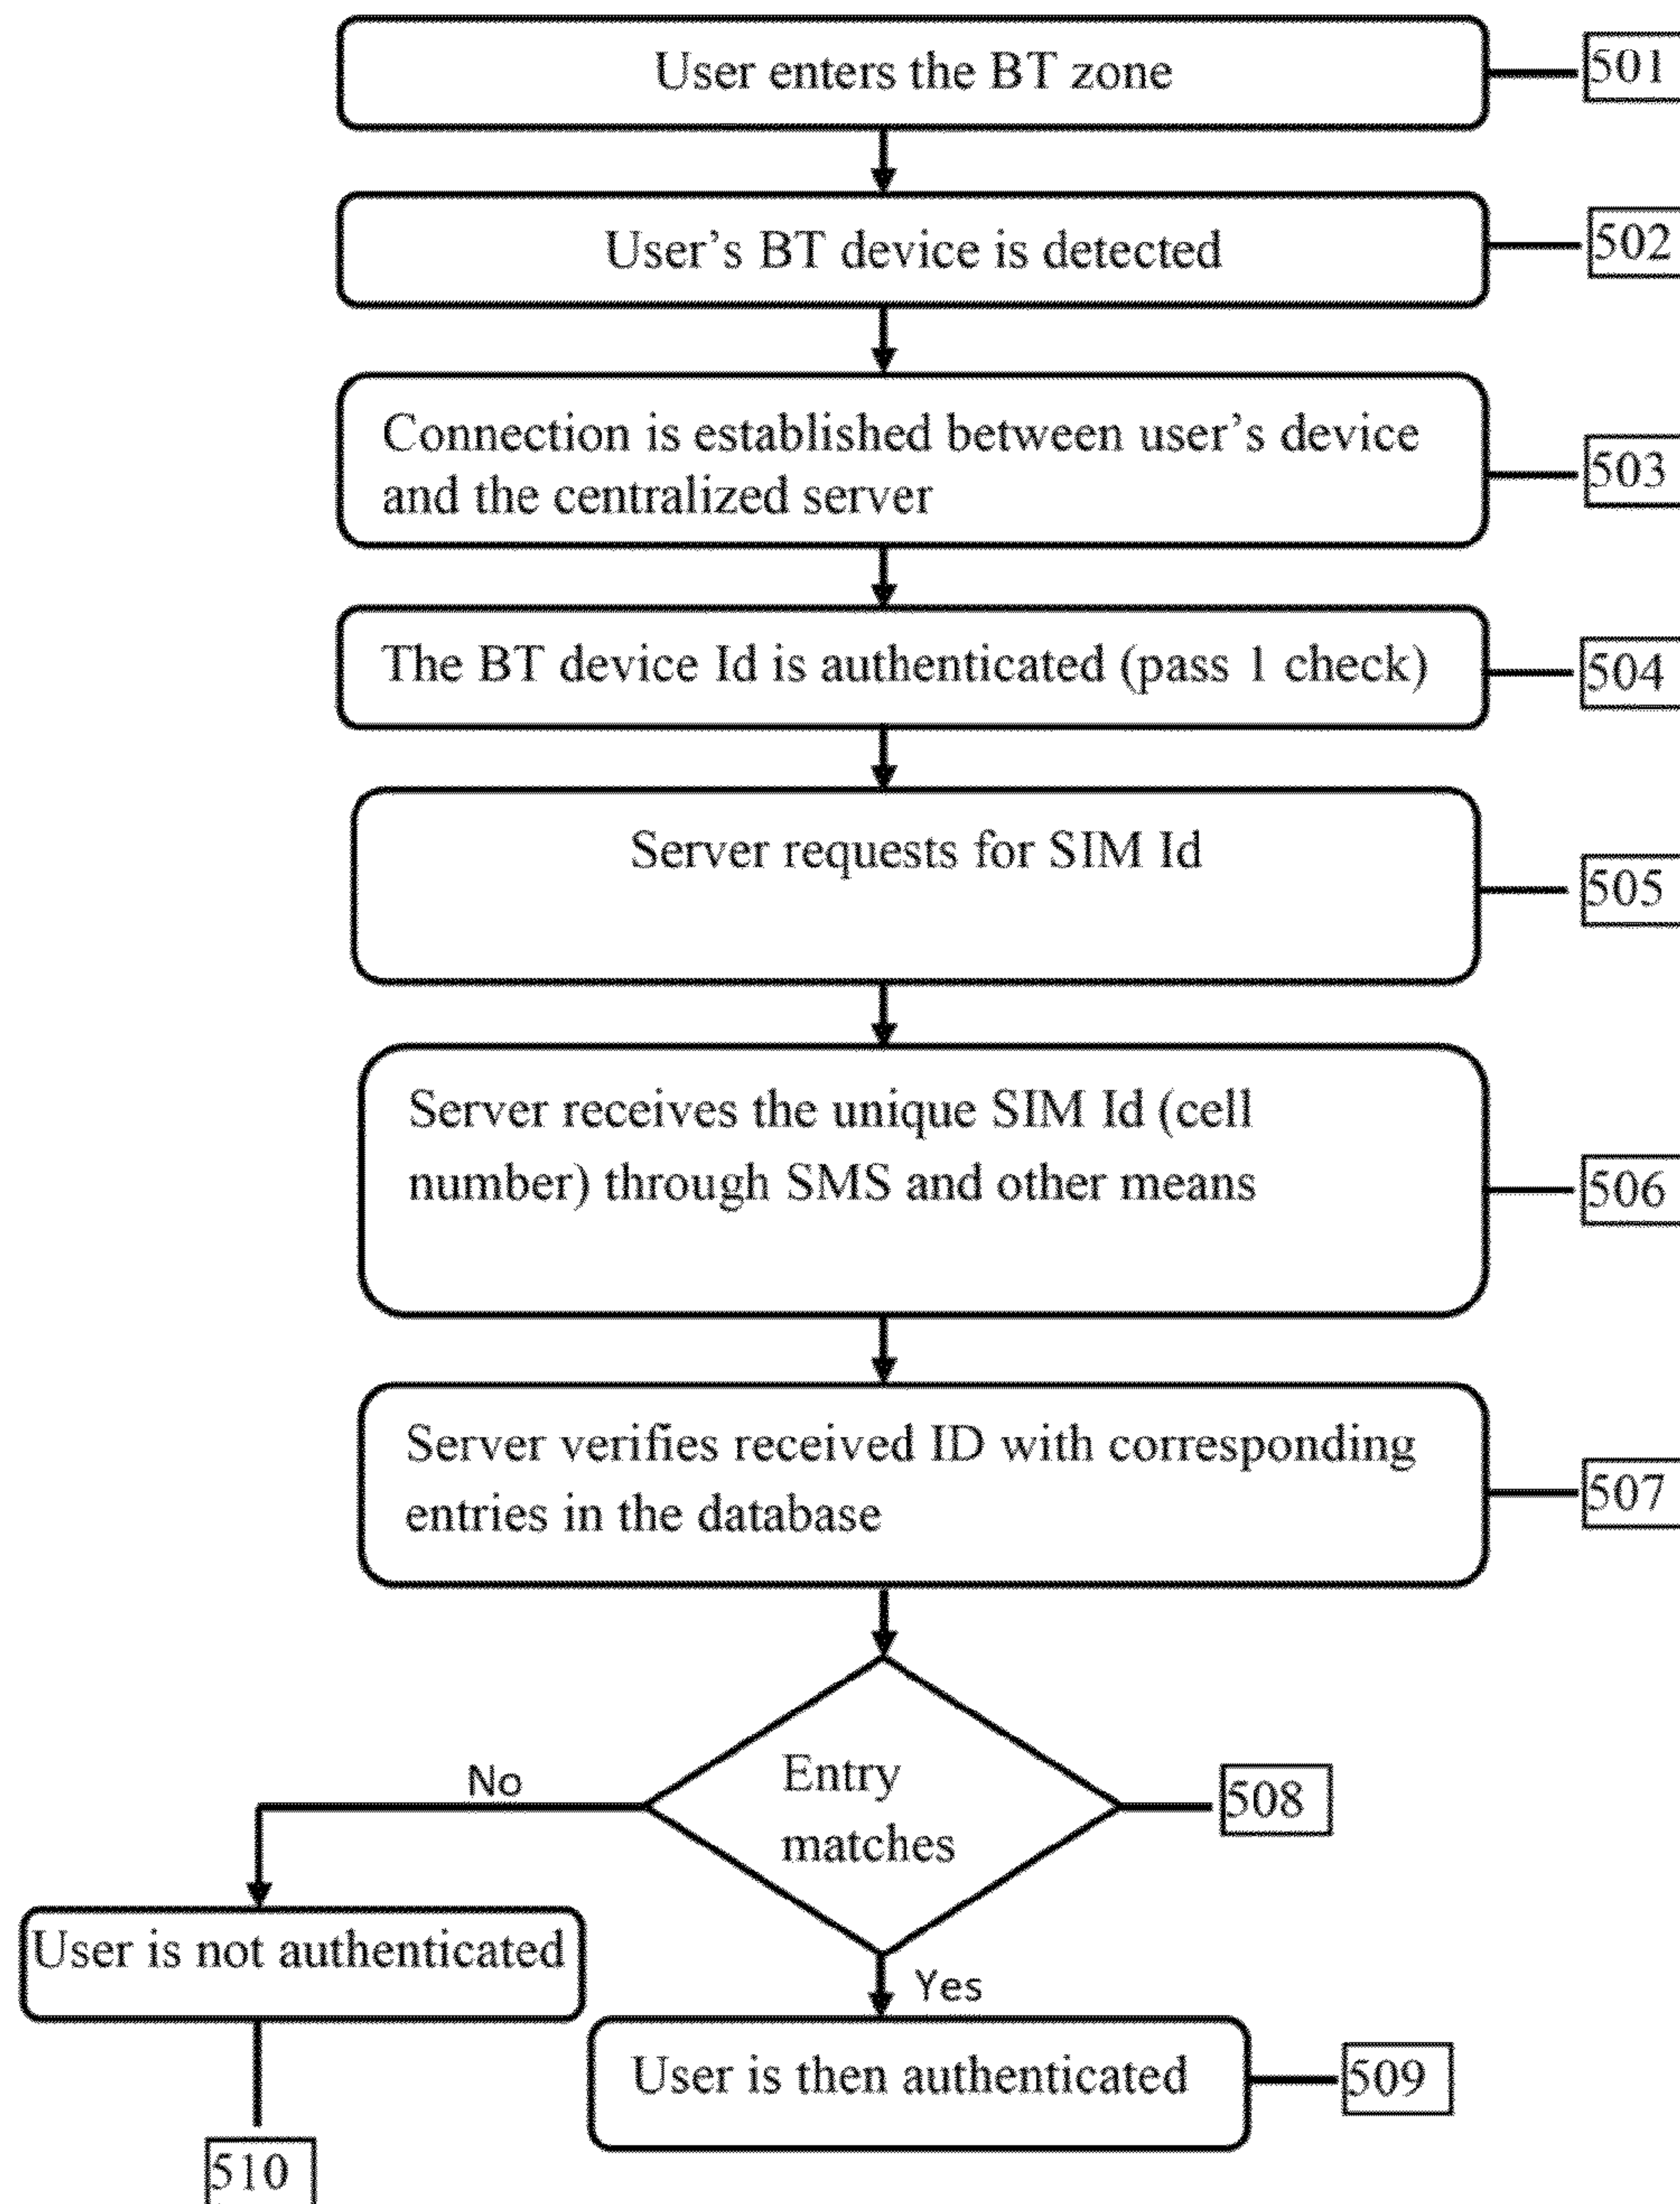 User enters the BT zone
501
User's BT device is detected
502
Connection is established between user's device
and the centralized server
503
The BT device Id is authenticated (pass 1 check)
504
Server requests for SIM Id
505
Server receives the unique SIM Id (cell
number) through SMS and other means
506
Server verifies received ID with corresponding
entries in the database
507
Entry
matches
508
No
User is not authenticated
Yes
User is then authenticated
509
510